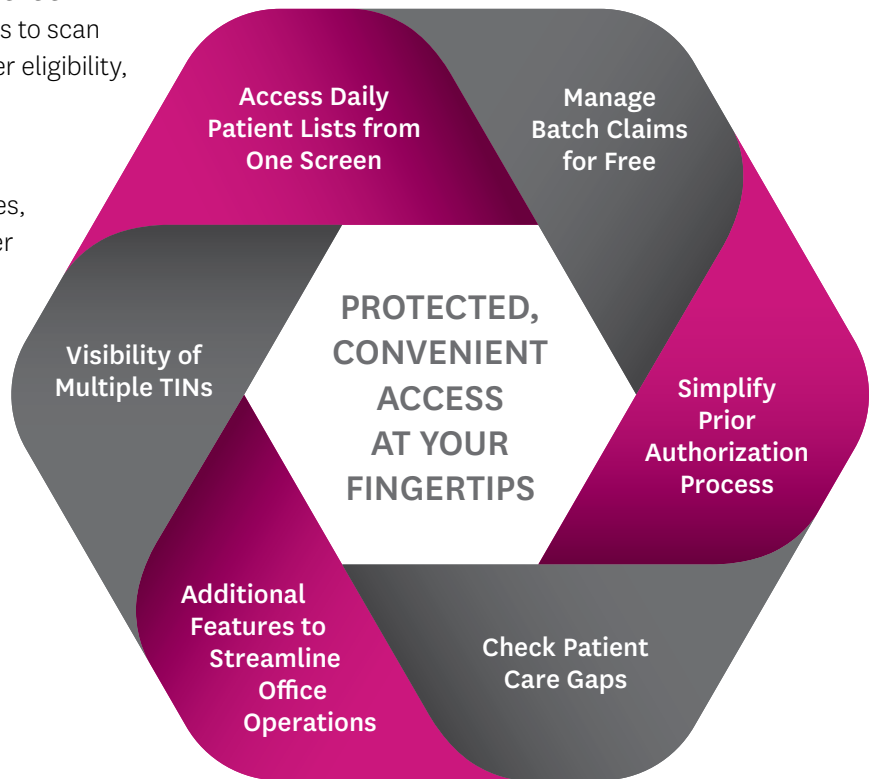 s to scan
er eligibility,
es,
er
Access Daily
Patient Lists from
One Screen
Manage
Batch Claims
for Free
Simplify
Prior
Authorization
Process
Check Patient
Care Gaps
Additional
Features to
Streamline
Office
Operations
Visibility of
Multiple TINs
PROTECTED,
CONVENIENT
ACCESS
AT YOUR
FINGERTIPS